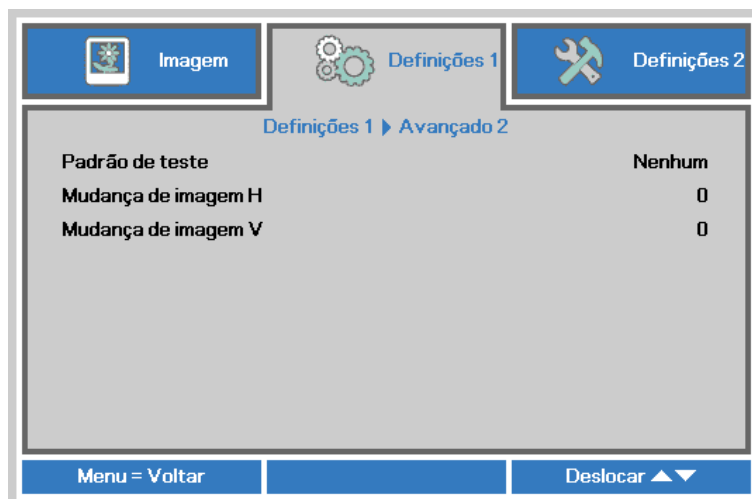 Imagem Definições 1 Definições 2
Definições 1 ▶ Avançado 2
Padrão de teste Nenhum
Mudança de imagem H 0
Mudança de imagem V 0
Menu = Voltar Deslocar ▲▼